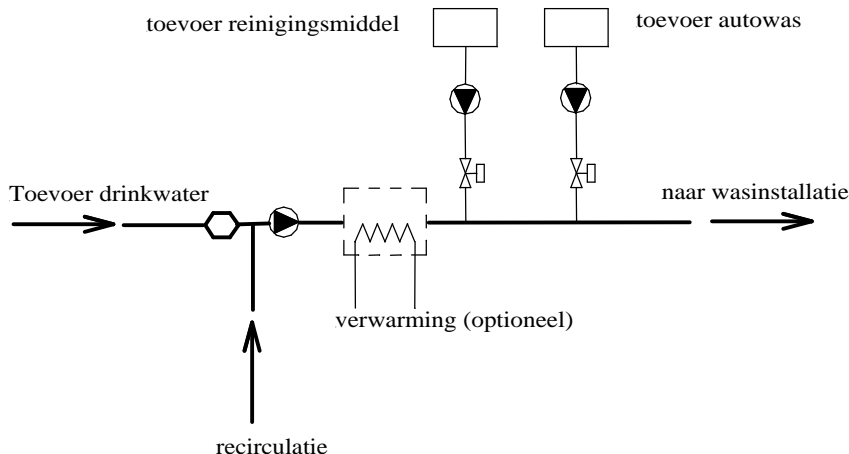 toevoer reinigingsmiddel
toevoer autowas
Toevoer drinkwater
naar wasinstallatie
verwarming (optioneel)
recirculatie